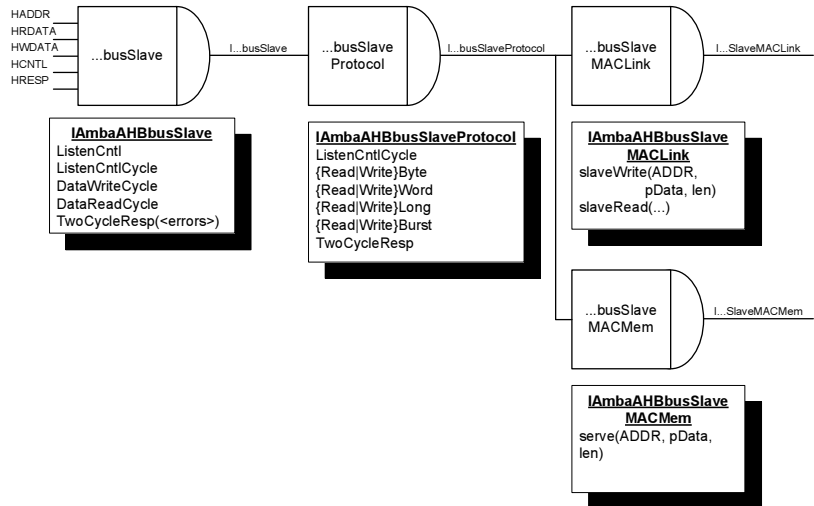 HADDR
HRDATA
HWDATA
HCNTL
HRESP
...busSlave
I...busSlave
...busSlave
Protocol
I...busSlaveProtocol
...busSlave
MACLink
I...SlaveMACLink
IAmbaAHBbusSlave
ListenCntl
ListenCntlCycle
DataWriteCycle
DataReadCycle
TwoCycleResp(<errors>)
IAmbaAHBbusSlaveProtocol
ListenCntlCycle
{Read|Write}Byte
{Read|Write}Word
{Read|Write}Long
{Read|Write}Burst
TwoCycleResp
IAmbaAHBbusSlave
MACLink
slaveWrite(ADDR,
pData, len)
slaveRead(...)
...busSlave
MACMem
I...SlaveMACMem
IAmbaAHBbusSlave
MACMem
serve(ADDR, pData,
len)